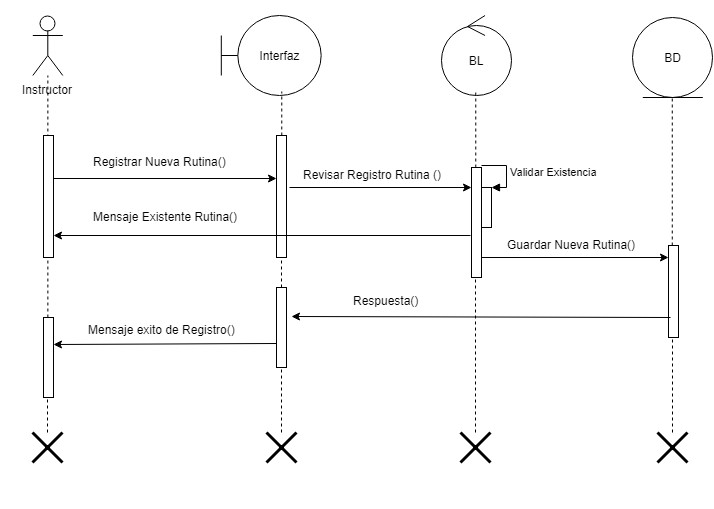 Interfaz
BL
BD
Instructor
Registrar Nueva Rutina()
Revisar Registro Rutina ()
Validar Existencia
Mensaje Existente Rutina()
Guardar Nueva Rutina()
Respuesta()
Mensaje exito de Registro()